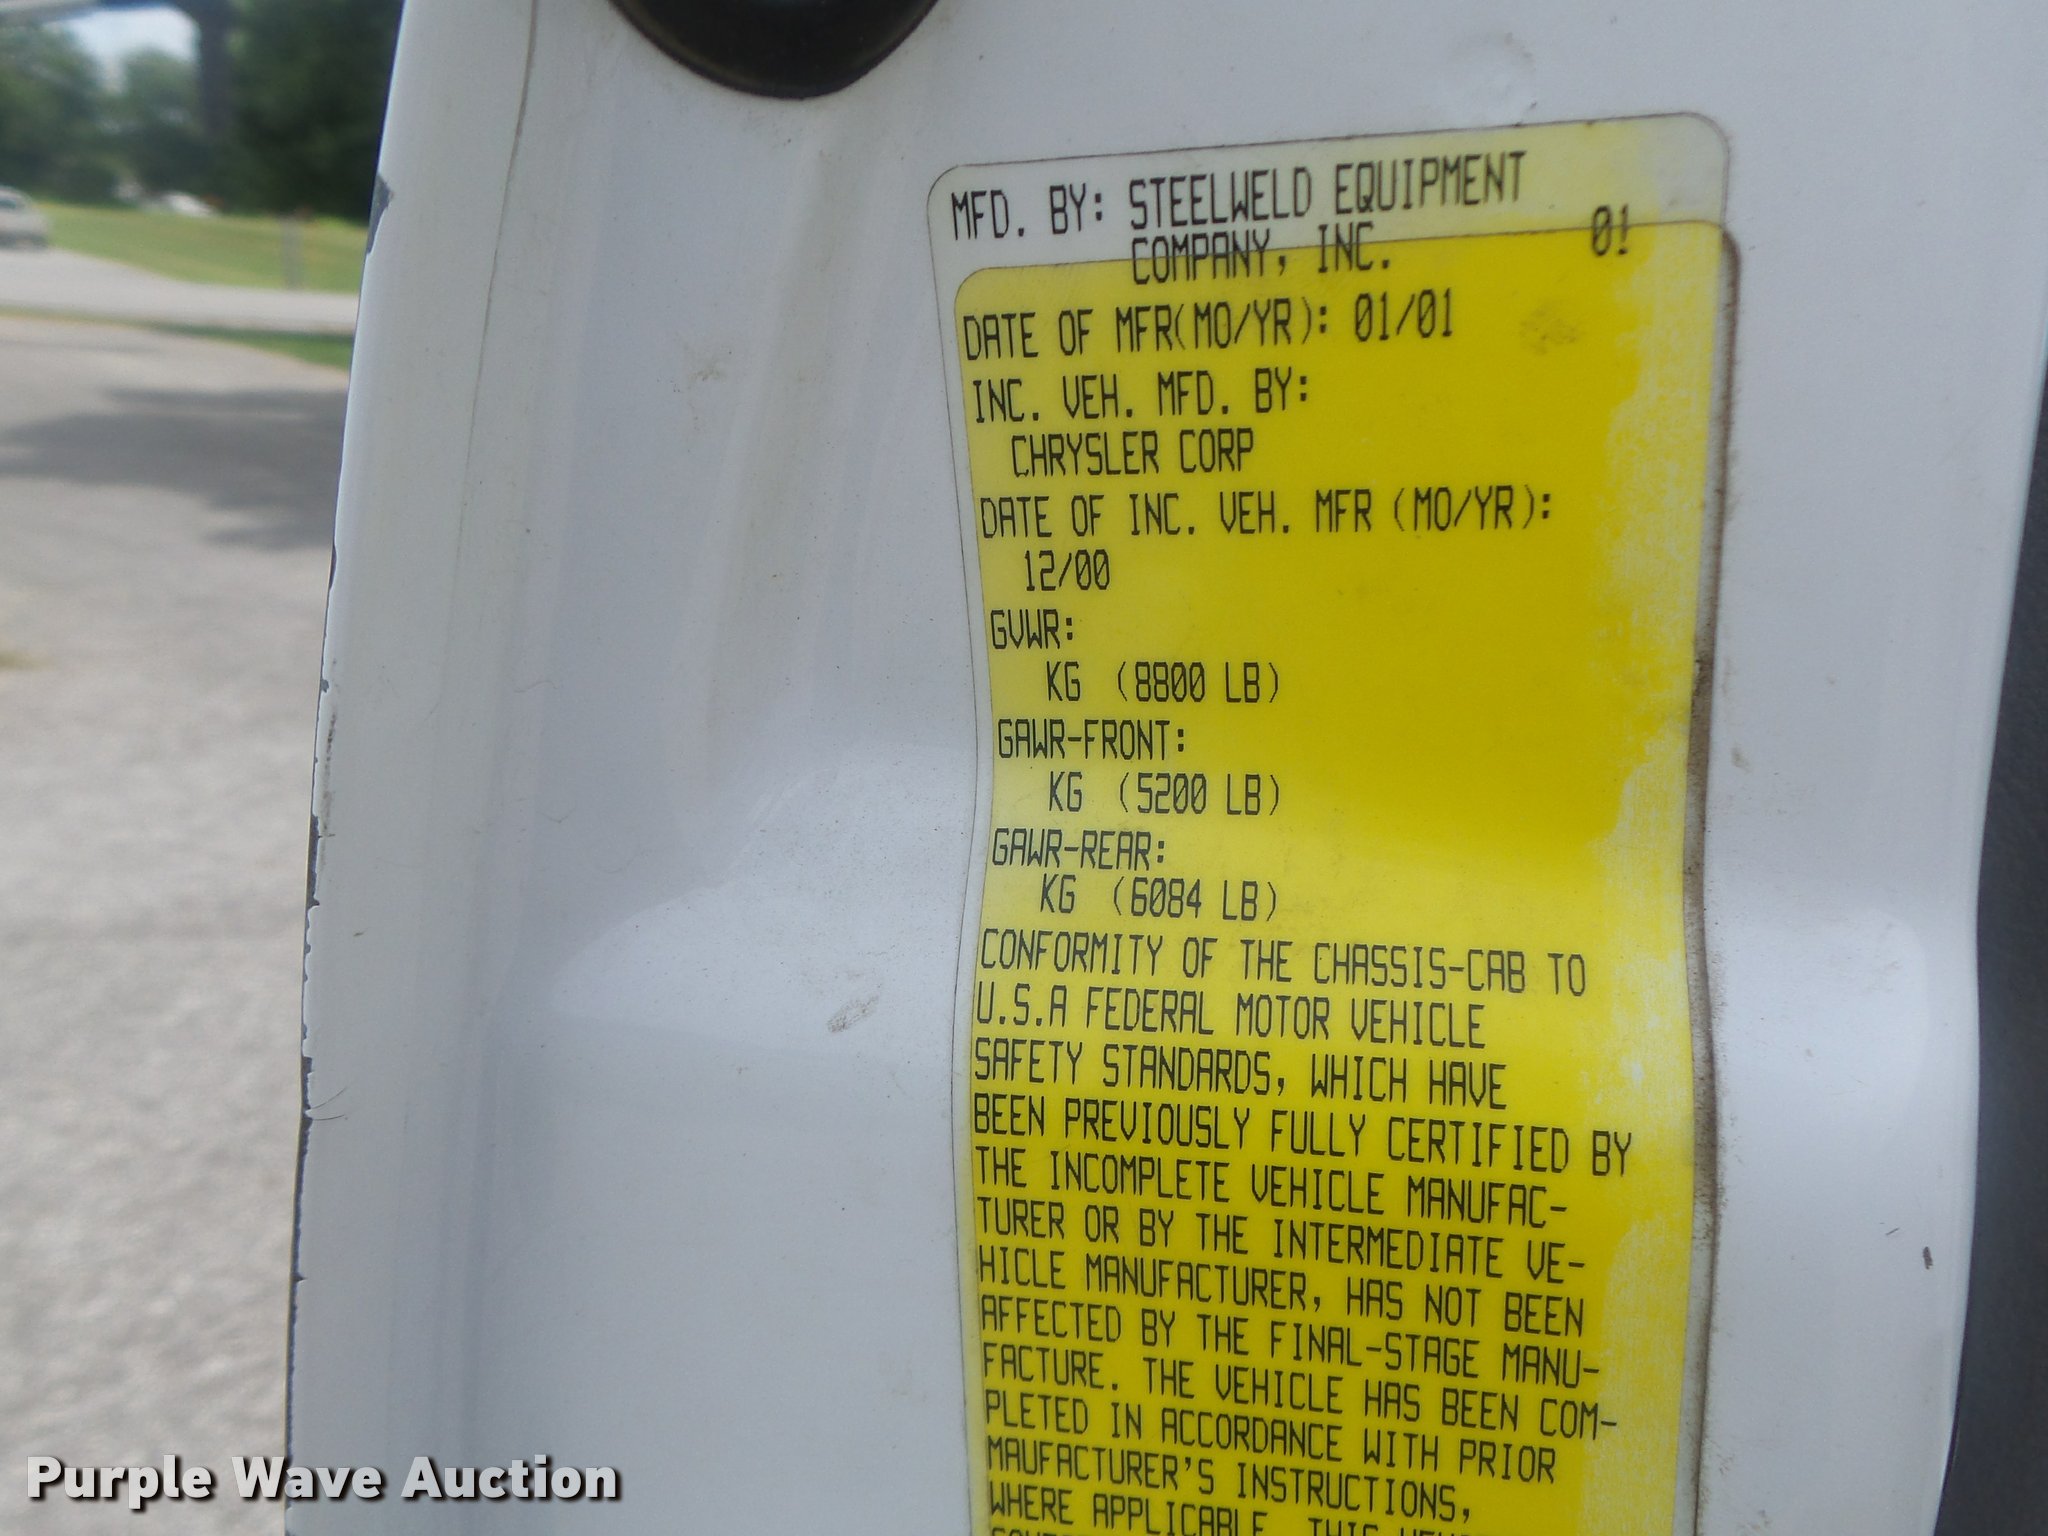 MFD. BY: STEELWELD EQUIPMENT
COMPANY, INC. 01
DATE OF MFR(MO/YR): 01/01
INC. VEH. MFD. BY:
CHRYSLER CORP
DATE OF INC. VEH. MFR (MO/YR):
12/00
GVWR:
KG (8800 LB)
GAWR-FRONT:
KG (5200 LB)
GAWR-REAR:
KG (6084 LB)
CONFORMITY OF THE CHASSIS-CAB TO
U.S.A FEDERAL MOTOR VEHICLE
SAFETY STANDARDS, WHICH HAVE
BEEN PREVIOUSLY FULLY CERTIFIED BY
THE INCOMPLETE VEHICLE MANUFAC-
TURER OR BY THE INTERMEDIATE VE-
HICLE MANUFACTURER, HAS NOT BEEN
AFFECTED BY THE FINAL-STAGE MANU-
FACTURE. THE VEHICLE HAS BEEN COM-
PLETED IN ACCORDANCE WITH PRIOR
MAUFACTURER'S INSTRUCTIONS,
WHERE APPLICABLE. THIS
Purple Wave Auction